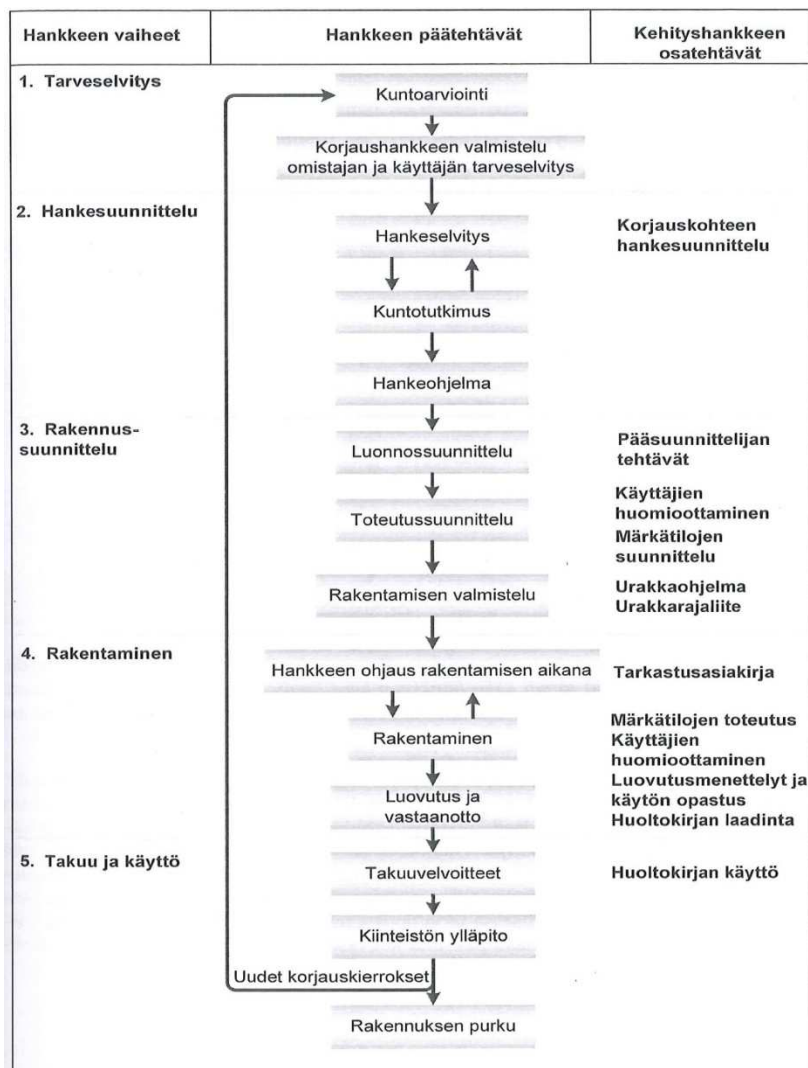 Hankkeen vaiheet
Hankkeen päätehtävät
Kehityshankkeen
osatehtävät
1. Tarveselvitys
Kuntoarviointi
Korjaushankkeen valmistelu
omistajan ja käyttäjän tarveselvitys
2. Hankesuunnittelu
Hankeselvitys
Korjauskohteen
hankesuunnittelu
Kuntotutkimus
Hankeohjelma
3. Rakennus-
suunnittelu
Luonnossuunnittelu
Pääsuunnittelijan
tehtävät
Toteutussuunnittelu
Käyttäjien
huomioottaminen
Märkätilojen
suunnittelu
Rakentamisen valmistelu
Urakkaohjelma
Urakkarajaliite
4. Rakentaminen
Hankkeen ohjaus rakentamisen aikana
Tarkastusasiakirja
Rakentaminen
Märkätilojen toteutus
Käyttäjien
huomioottaminen
Luovutus ja
vastaanotto
Luovutusmenettelyt ja
käytön opastus
Huoltokirjan laadinta
5. Takuu ja käyttö
Takuuvelvoitteet
Huoltokirjan käyttö
Kiinteistön ylläpito
Uudet korjauskierrokset
Rakennuksen purku